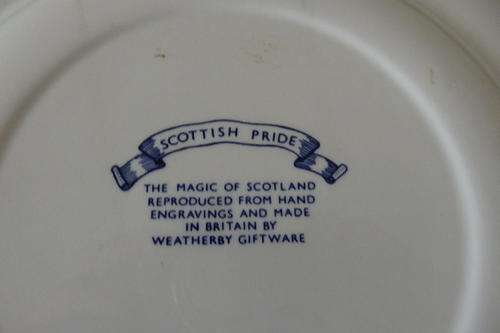 SCOTTISH PRIDE
THE MAGIC OF SCOTLAND
REPRODUCED FROM HAND
ENGRAVINGS AND MADE
IN BRITAIN BY
WEATHERBY GIFTWARE